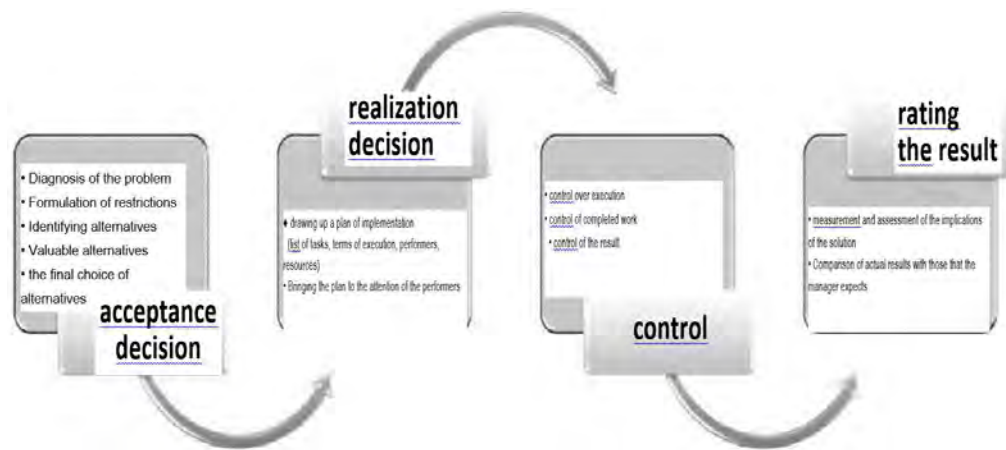 • Diagnosis of the problem
• Formulation of restrictions
• Identifying alternatives
• Valuable alternatives
• the final choice of
alternatives
acceptance
decision
realization
decision
♦ drawing up a plan of implementation
(list of tasks, terms of execution, performers,
resources)
• Bringing the plan to the attention of the performers
• control over execution
• control of completed work
• control of the result
control
rating
the result
• measurement and assessment of the implications
of the solution
• Comparison of actual results with those that the
manager expects